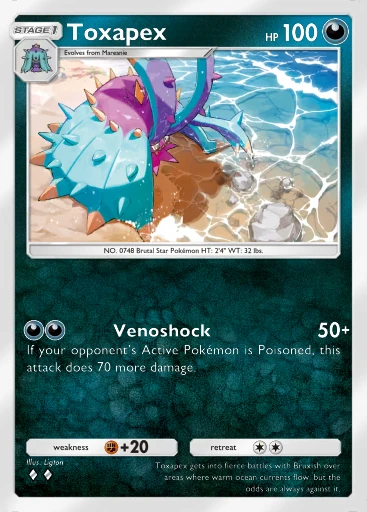 STAGE 1
Toxapex
HP 100
Evolves from Mareanie
NO. 0748 Brutal Star Pokémon HT: 2'4" WT: 32 lbs.
Venoshock 50+
If your opponent's Active Pokémon is Poisoned, this
attack does 70 more damage.
weakness +20 retreat
Illus. Ligton
Toxapex gets into fierce battles with Bruxish over
areas where warm ocean currents flow, but the
odds are always against it.